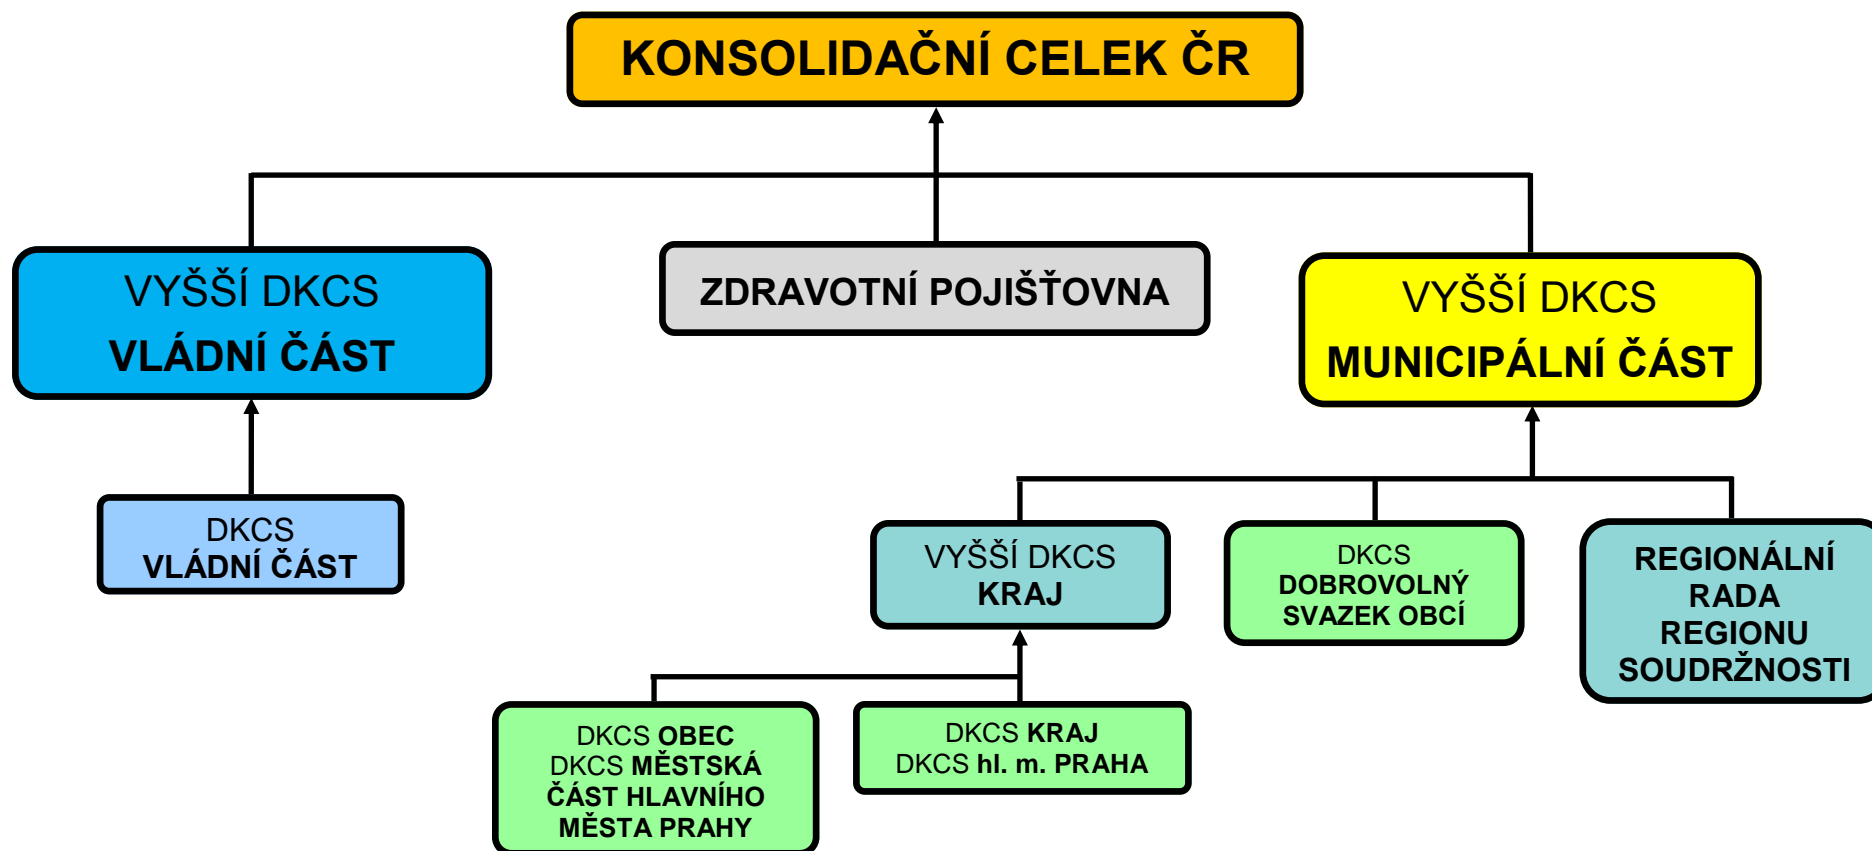 KONSOLIDAČNÍ CELEK ČR
VYŠŠÍ DKCS
VLÁDNÍ ČÁST
ZDRAVOTNÍ POJIŠŤOVNA
VYŠŠÍ DKCS
MUNICIPÁLNÍ ČÁST
DKCS
VLÁDNÍ ČÁST
VYŠŠÍ DKCS
KRAJ
DKCS
DOBROVOLNÝ
SVAZEK OBCÍ
REGIONÁLNÍ
RADA
REGIONU
SOUDRŽNOSTI
DKCS OBEC
DKCS MĚSTSKÁ
ČÁST HLAVNÍHO
MĚSTA PRAHY
DKCS KRAJ
DKCS hl. m. PRAHA